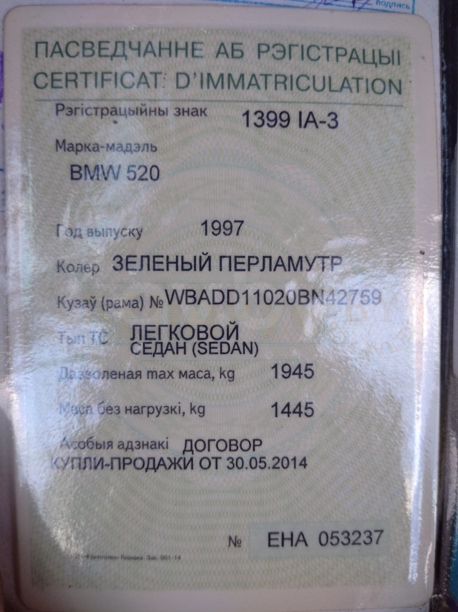 подпись
ПАСВЕДЧАННЕ АБ РЭГІСТРАЦЫІ
CERTIFICAT D'IMMATRICULATION
Рэгістрацыйны знак 1399 IA-3
Марка-мадэль
BMW 520
Год выпуску 1997
Колер ЗЕЛЕНЫЙ ПЕРЛАМУТР
Кузаў (рама) № WBADD11020BN42759
Тып ТС ЛЕГКОВОЙ
СЕДАН (SEDAN)
Дазволеная max маса, kg 1945
Маса без нагрузкі, kg 1445
Асобыя адзнакі ДОГОВОР
КУПЛИ-ПРОДАЖИ ОТ 30.05.2014
№ EHA 053237